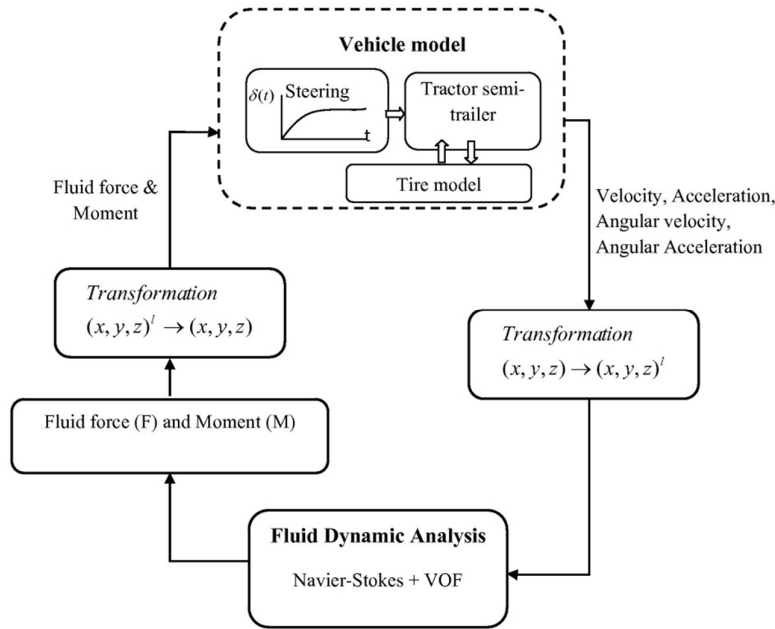 Vehicle model
Steering
δ(t)
t
Tractor semi-
trailer
Tire model
Fluid force &
Moment
Velocity, Acceleration,
Angular velocity,
Angular Acceleration
Transformation
(x, y, z)ˡ → (x, y, z)
Transformation
(x, y, z) → (x, y, z)ˡ
Fluid force (F) and Moment (M)
Fluid Dynamic Analysis
Navier-Stokes + VOF